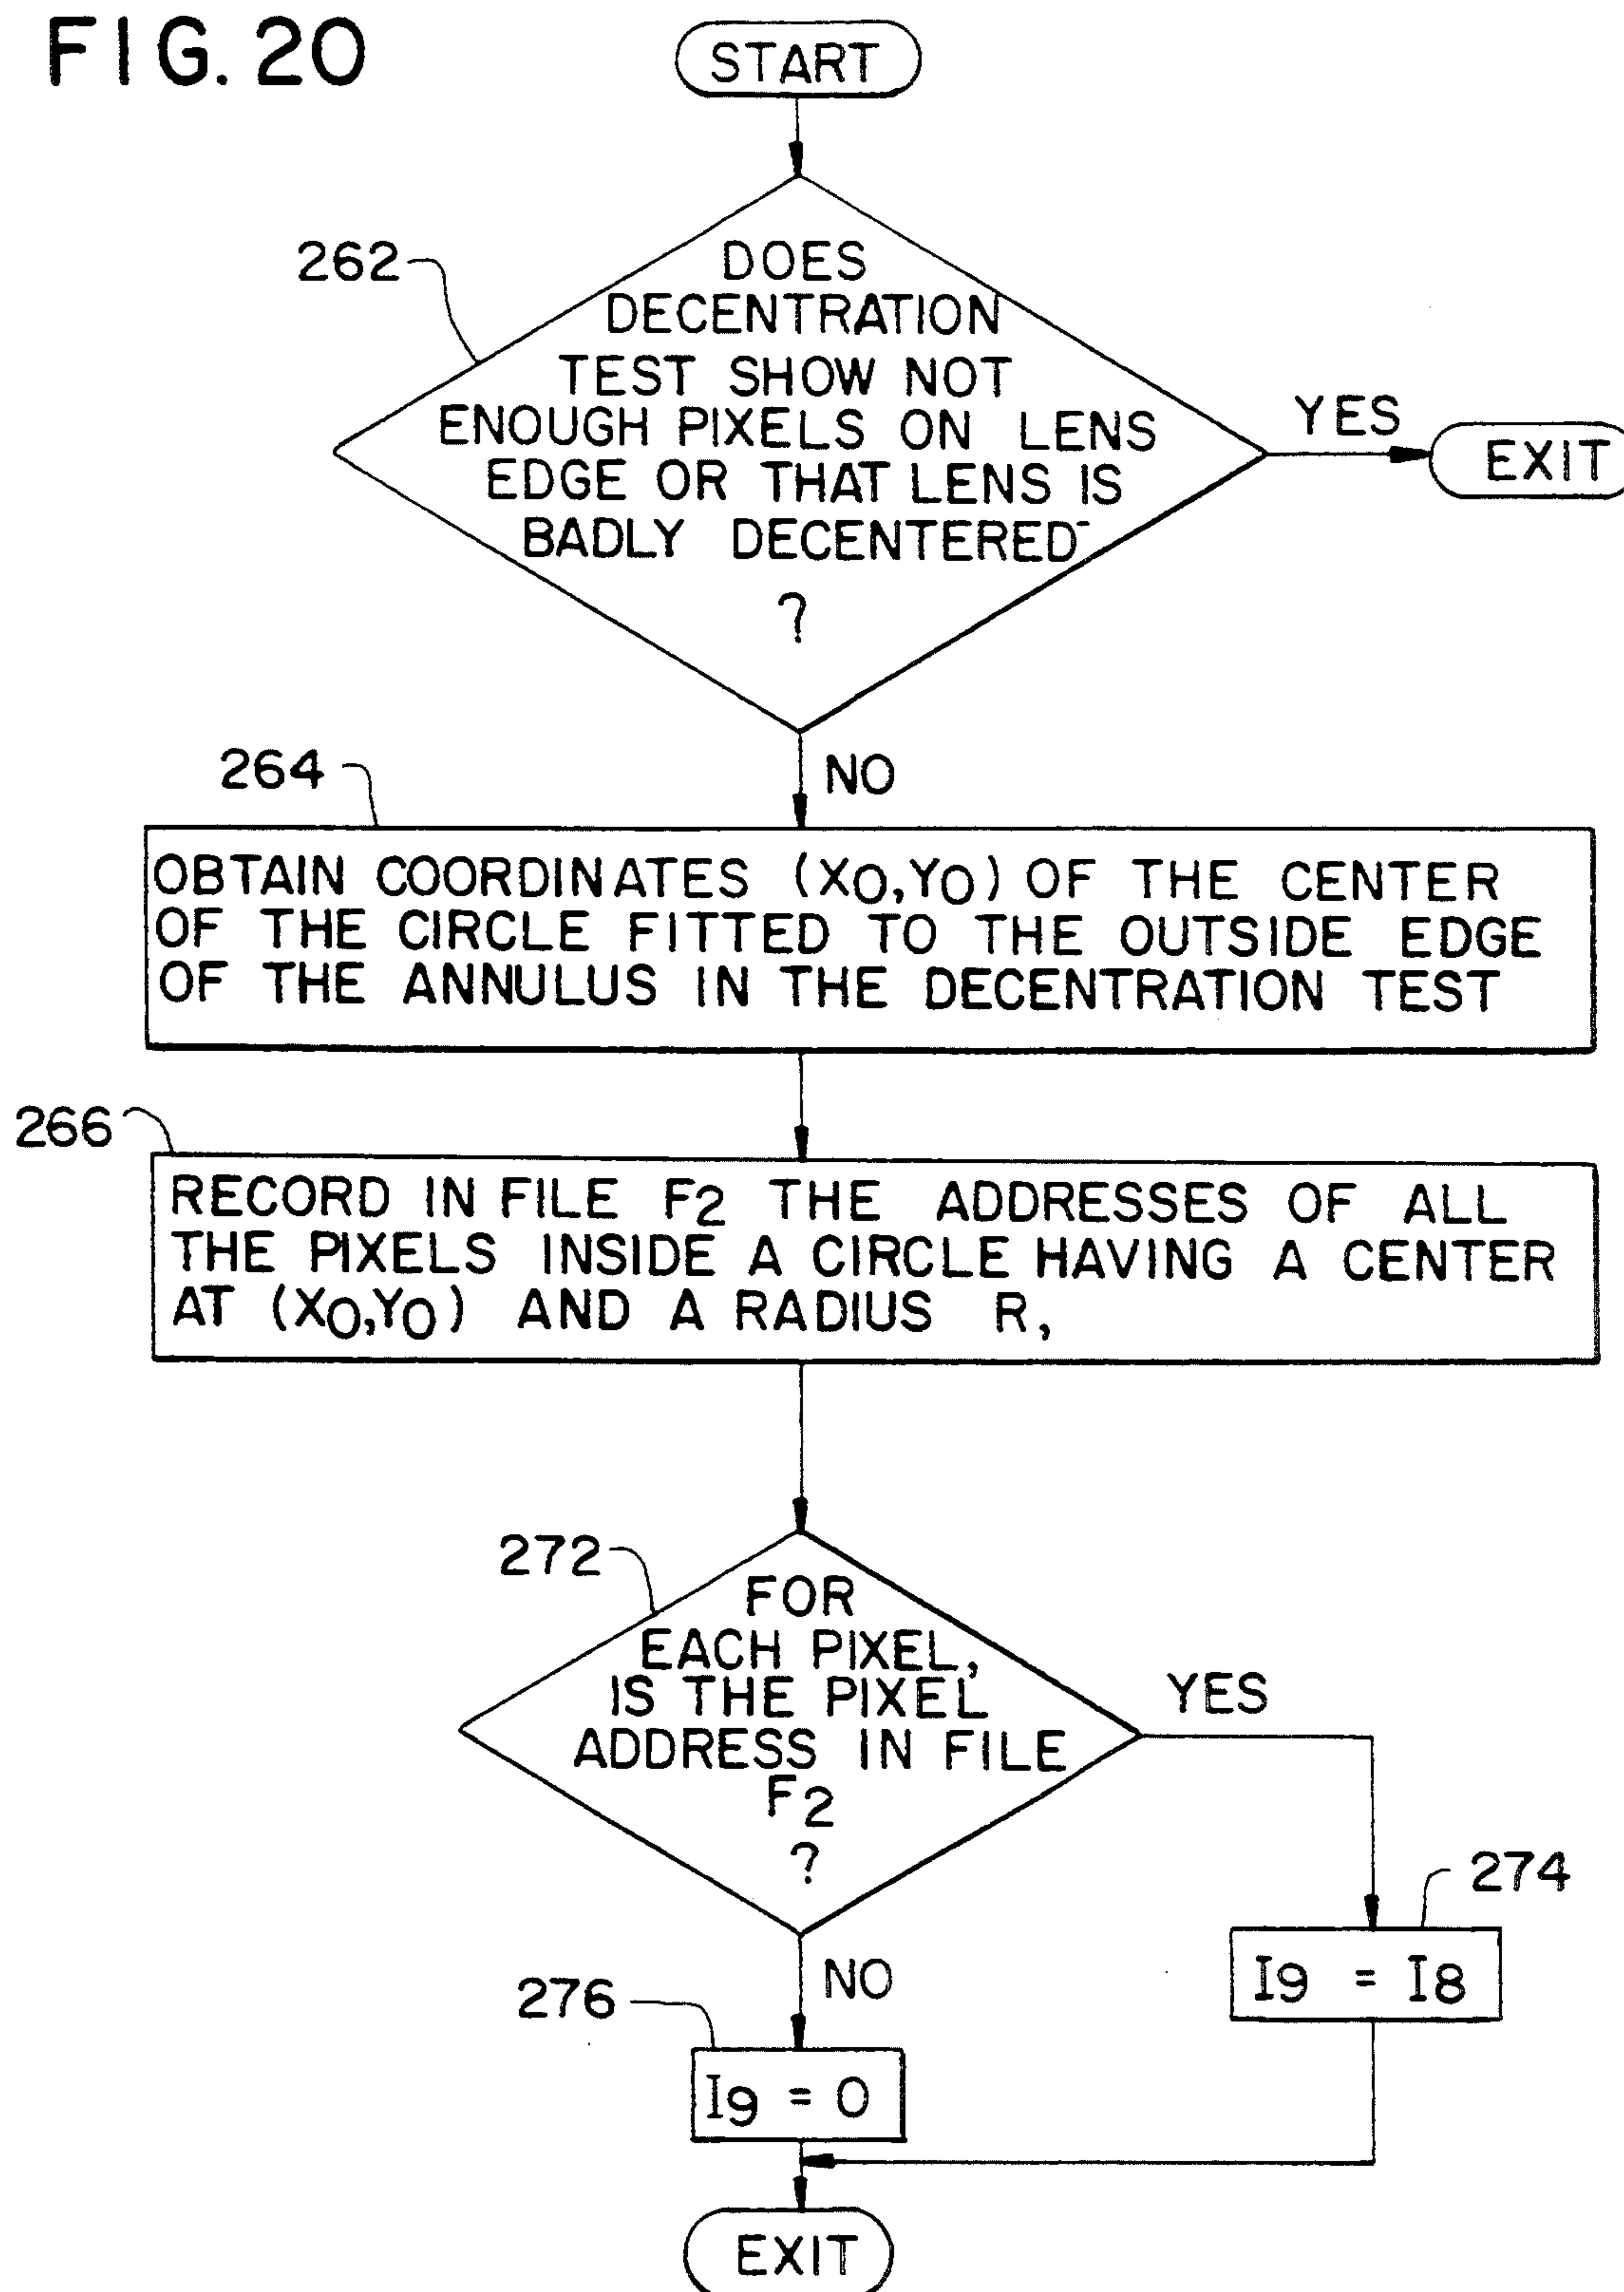 FIG. 20
START
262
DOES
DECENTRATION
TEST SHOW NOT
ENOUGH PIXELS ON LENS
EDGE OR THAT LENS IS
BADLY DECENTERED
?
YES
EXIT
NO
264
OBTAIN COORDINATES (X0,Y0) OF THE CENTER
OF THE CIRCLE FITTED TO THE OUTSIDE EDGE
OF THE ANNULUS IN THE DECENTRATION TEST
266
RECORD IN FILE F2 THE ADDRESSES OF ALL
THE PIXELS INSIDE A CIRCLE HAVING A CENTER
AT (X0,Y0) AND A RADIUS R,
272
FOR
EACH PIXEL,
IS THE PIXEL
ADDRESS IN FILE
F2
?
YES
274
I9 = I8
NO
276
I9 = 0
EXIT